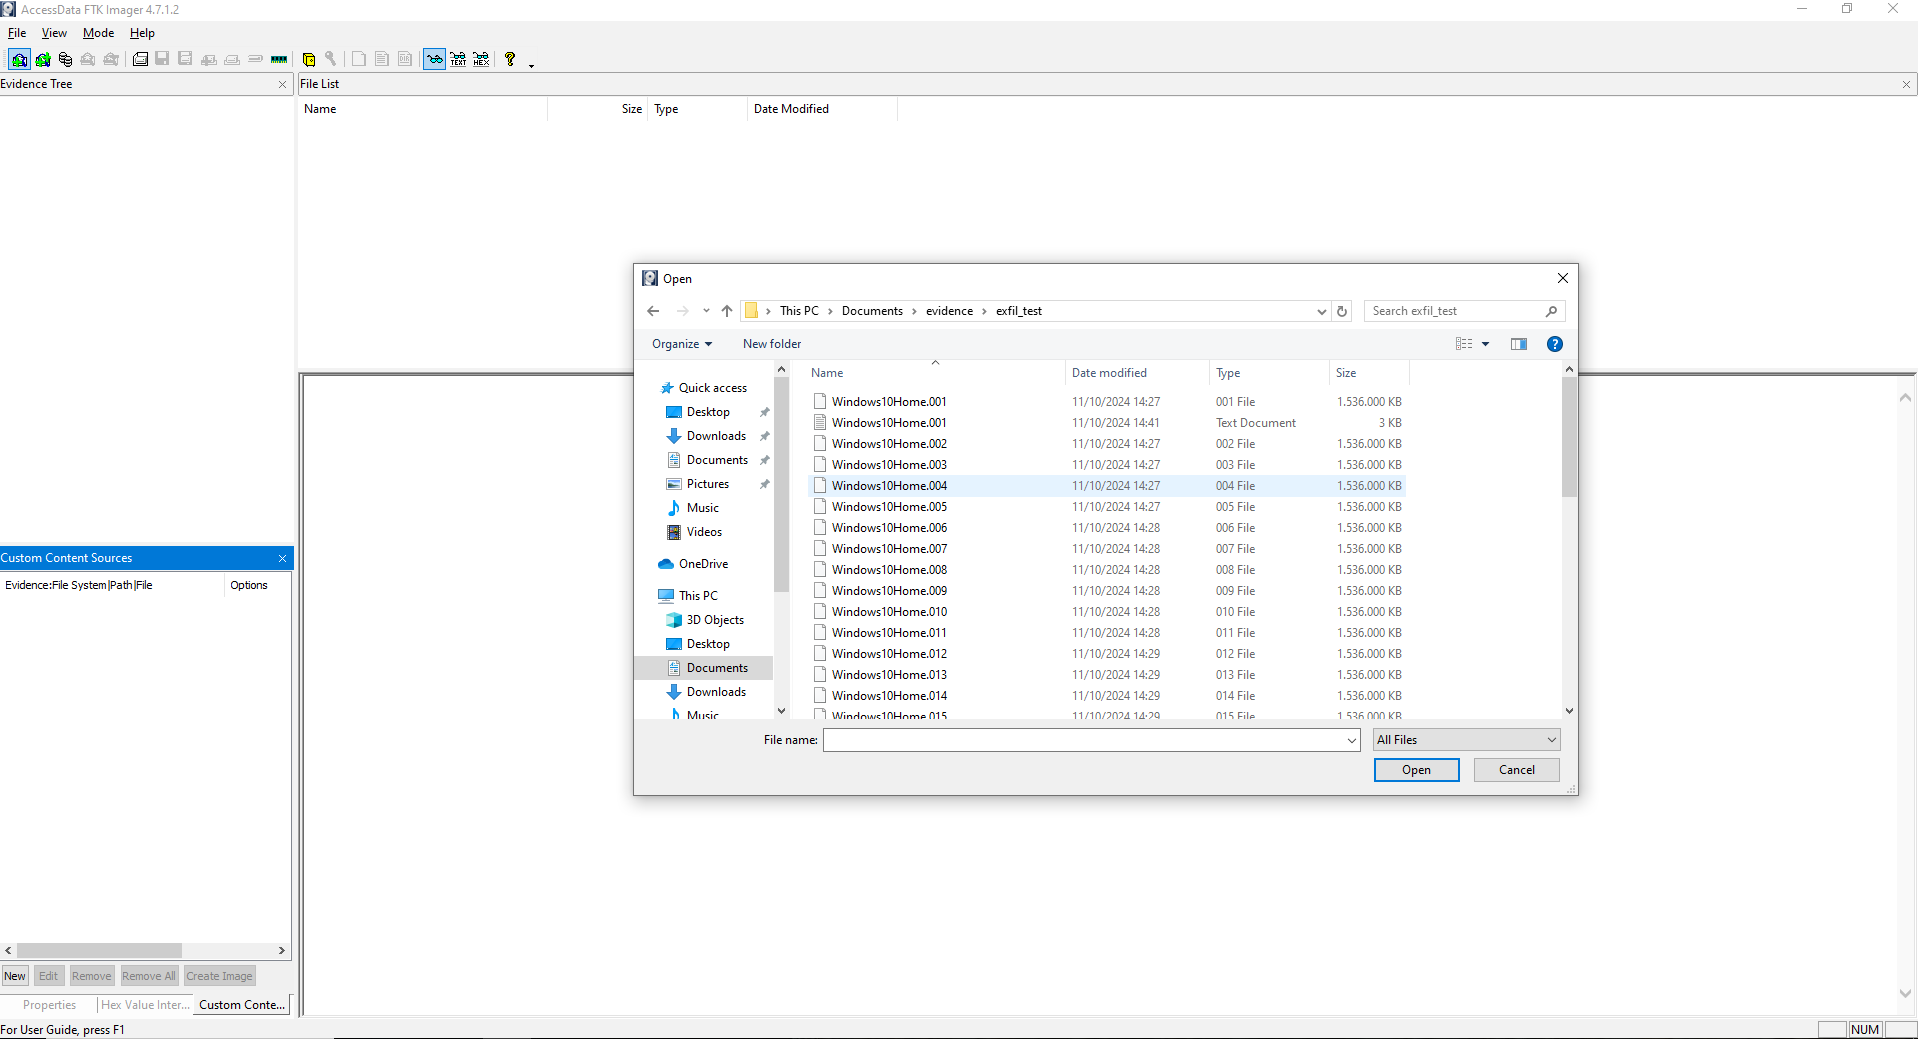 AccessData FTK Imager 4.7.1.2
File View Mode Help
TEXT HEX
Evidence Tree
File List
Name Size Type Date Modified
Open
This PC Documents evidence exfil_test
Search exfil_test
Organize New folder
Name Date modified Type Size
Quick access
Desktop
Downloads
Documents
Pictures
Music
Videos
OneDrive
This PC
3D Objects
Desktop
Documents
Downloads
Music
Windows10Home.001 11/10/2024 14:27 001 File 1.536.000 KB
Windows10Home.001 11/10/2024 14:41 Text Document 3 KB
Windows10Home.002 11/10/2024 14:27 002 File 1.536.000 KB
Windows10Home.003 11/10/2024 14:27 003 File 1.536.000 KB
Windows10Home.004 11/10/2024 14:27 004 File 1.536.000 KB
Windows10Home.005 11/10/2024 14:27 005 File 1.536.000 KB
Windows10Home.006 11/10/2024 14:28 006 File 1.536.000 KB
Windows10Home.007 11/10/2024 14:28 007 File 1.536.000 KB
Windows10Home.008 11/10/2024 14:28 008 File 1.536.000 KB
Windows10Home.009 11/10/2024 14:28 009 File 1.536.000 KB
Windows10Home.010 11/10/2024 14:28 010 File 1.536.000 KB
Windows10Home.011 11/10/2024 14:28 011 File 1.536.000 KB
Windows10Home.012 11/10/2024 14:29 012 File 1.536.000 KB
Windows10Home.013 11/10/2024 14:29 013 File 1.536.000 KB
Windows10Home.014 11/10/2024 14:29 014 File 1.536.000 KB
Windows10Home.015 11/10/2024 14:29 015 File 1.536.000 KB
File name: All Files
Open Cancel
Custom Content Sources
Evidence:File System|Path|File Options
New Edit Remove Remove All Create Image
Properties Hex Value Inter... Custom Conte...
For User Guide, press F1
NUM